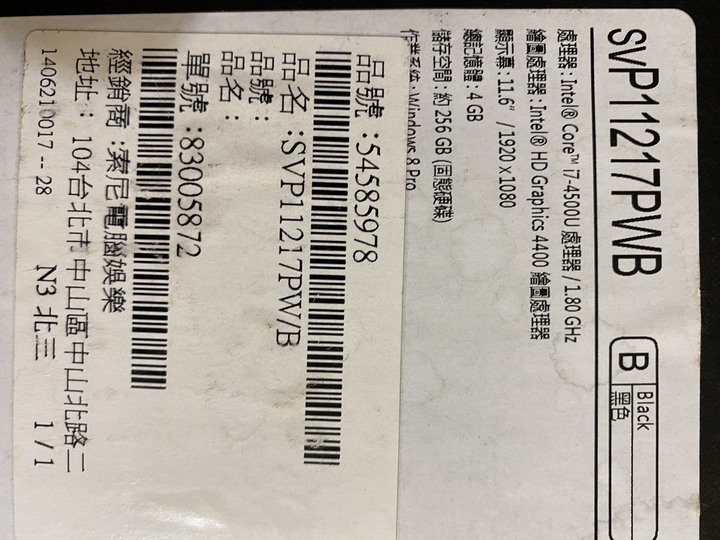 SVP11217PWB
B
Black
黑色
處理器 : Intel® Core™ i7-4500U 處理器 / 1.80 GHz
繪圖處理器 : Intel® HD Graphics 4400 繪圖處理器
顯示幕 : 11.6" / 1920 x 1080
總記憶體 : 4 GB
儲存空間 : 約 256 GB (固態硬碟)
作業系統 : Windows 8 Pro
品號 :54585978
品名 :SVP11217PW/B
品號 :
品名 :
單號 :83005872
經銷商 :索尼電腦娛樂
地址 : 104台北市中山區中山北路二
1406210017 -- 28 N3 北三 1 / 1